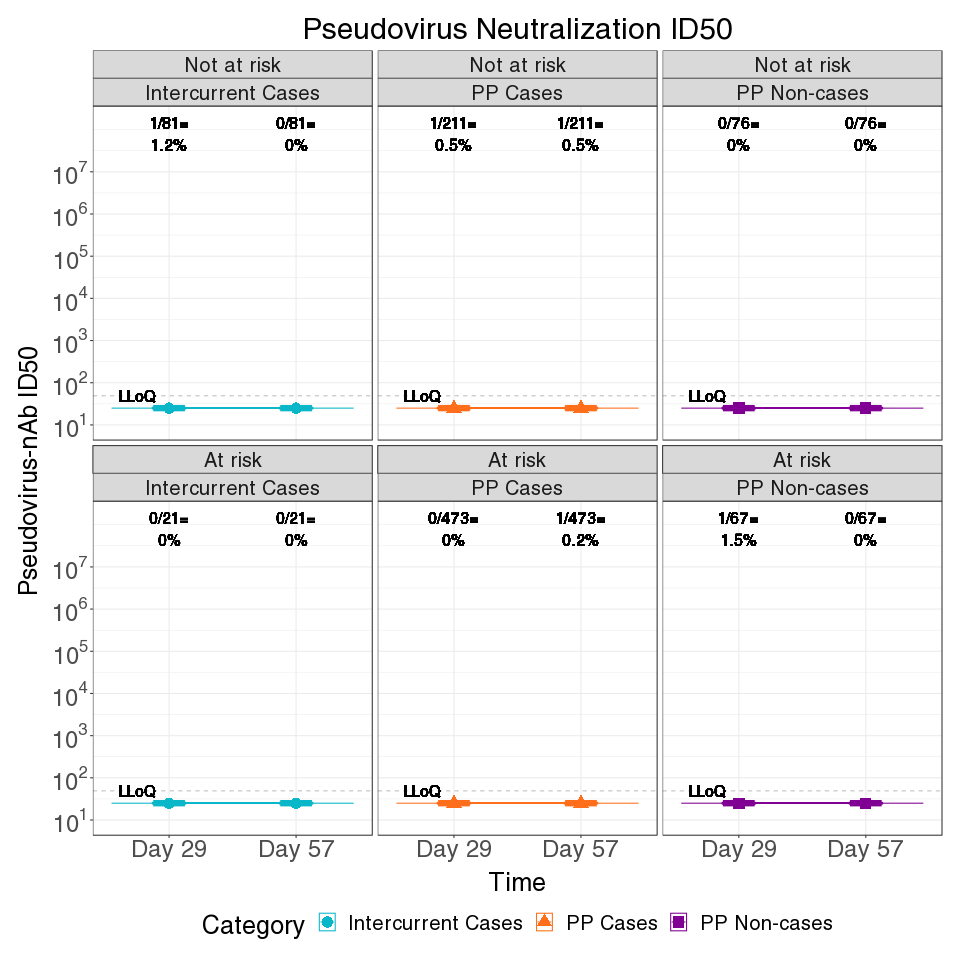 Pseudovirus Neutralization ID50
Not at risk Not at risk Not at risk
Intercurrent Cases PP Cases PP Non-cases
1/81= 0/81= 1/211= 1/211= 0/76= 0/76=
1.2% 0% 0.5% 0.5% 0% 0%
10^7
10^6
10^5
10^4
10^3
10^2
LLoQ LLoQ LLoQ
10^1
Pseudovirus-nAb ID50
At risk At risk At risk
Intercurrent Cases PP Cases PP Non-cases
0/21= 0/21= 0/473= 1/473= 1/67= 0/67=
0% 0% 0% 0.2% 1.5% 0%
10^7
10^6
10^5
10^4
10^3
10^2
LLoQ LLoQ LLoQ
10^1
Day 29 Day 57 Day 29 Day 57 Day 29 Day 57
Time
Category Intercurrent Cases PP Cases PP Non-cases